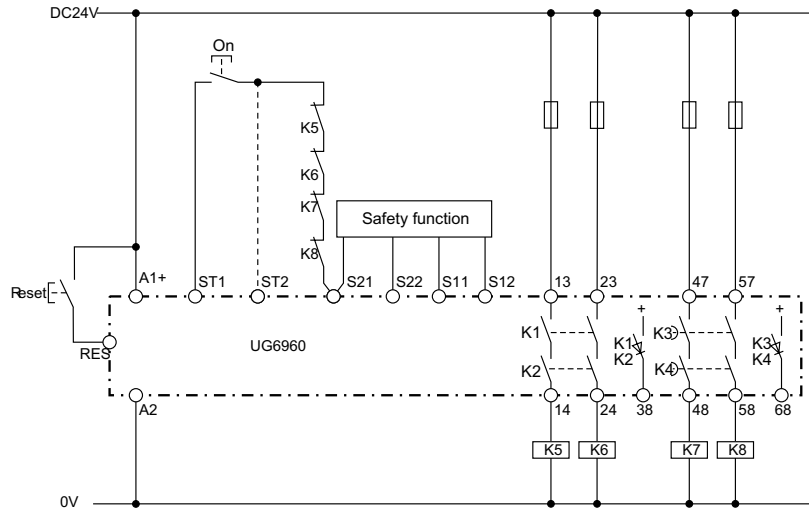 DC24V
On
K5
K6
K7
K8
Safety function
A1+
ST1
ST2
S21
S22
S11
S12
13
23
47
57
Reset
RES
UG6960
K1
K2
+
K1
K2
K3
K4
+
K3
K4
A2
14
24
38
48
58
68
K5
K6
K7
K8
0V